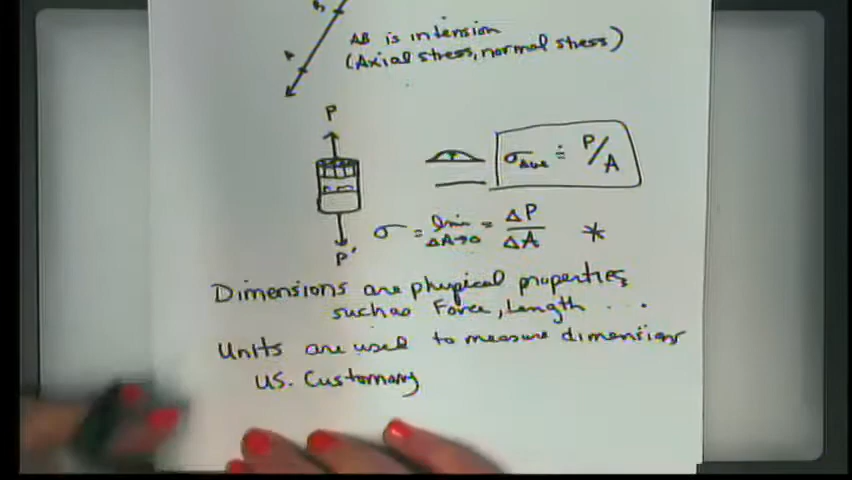 AB is in tension
(Axial stress, normal stress)
P
σAve ≐ P/A
σ = lim ΔA→0 = ΔP/ΔA *
P'
Dimensions are physical properties
such as Force, Length . . .
Units are used to measure dimensions
US. Customary